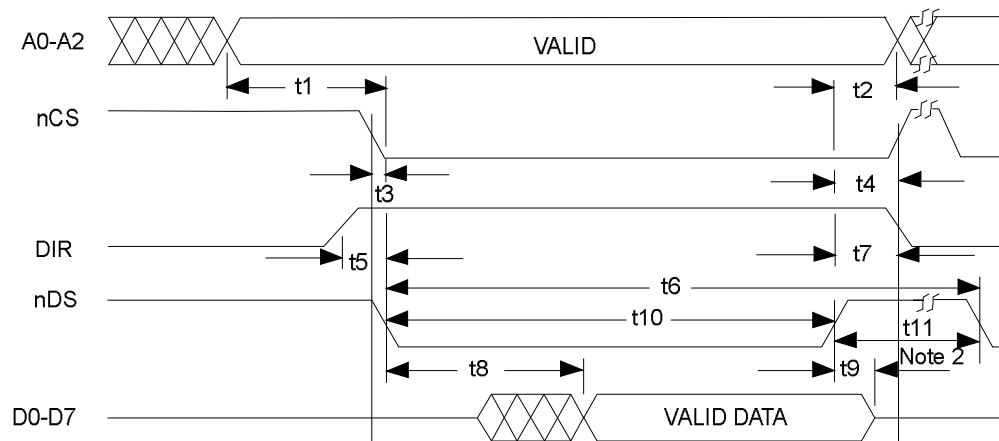 A0-A2
VALID
t1
t2
nCS
t3
t4
DIR
t5
t7
t6
nDS
t10
t11
Note 2
t8
t9
D0-D7
VALID DATA